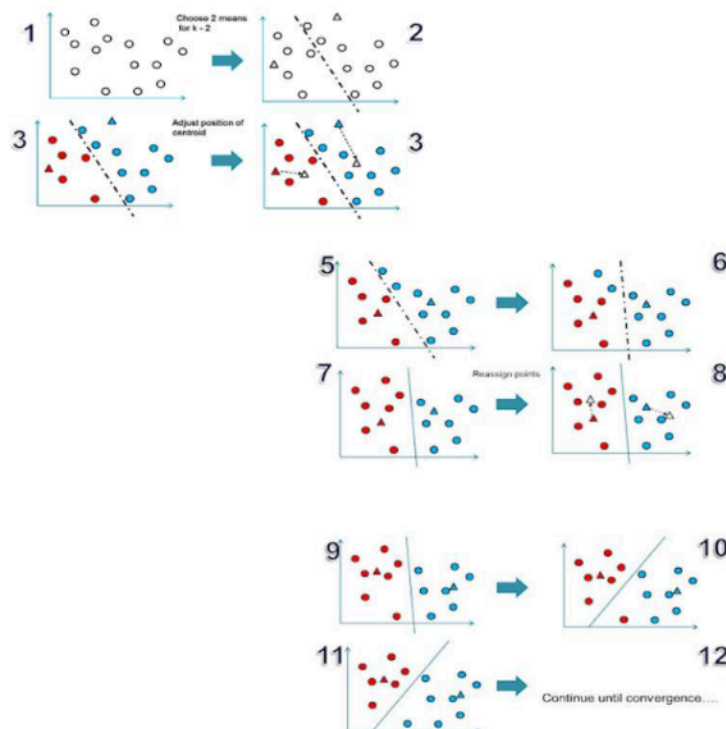 1
Choose 2 means
for k - 2
2
3
Adjust position of
centroid
3
5
6
7
Reassign points
8
9
10
11
12
Continue until convergence....